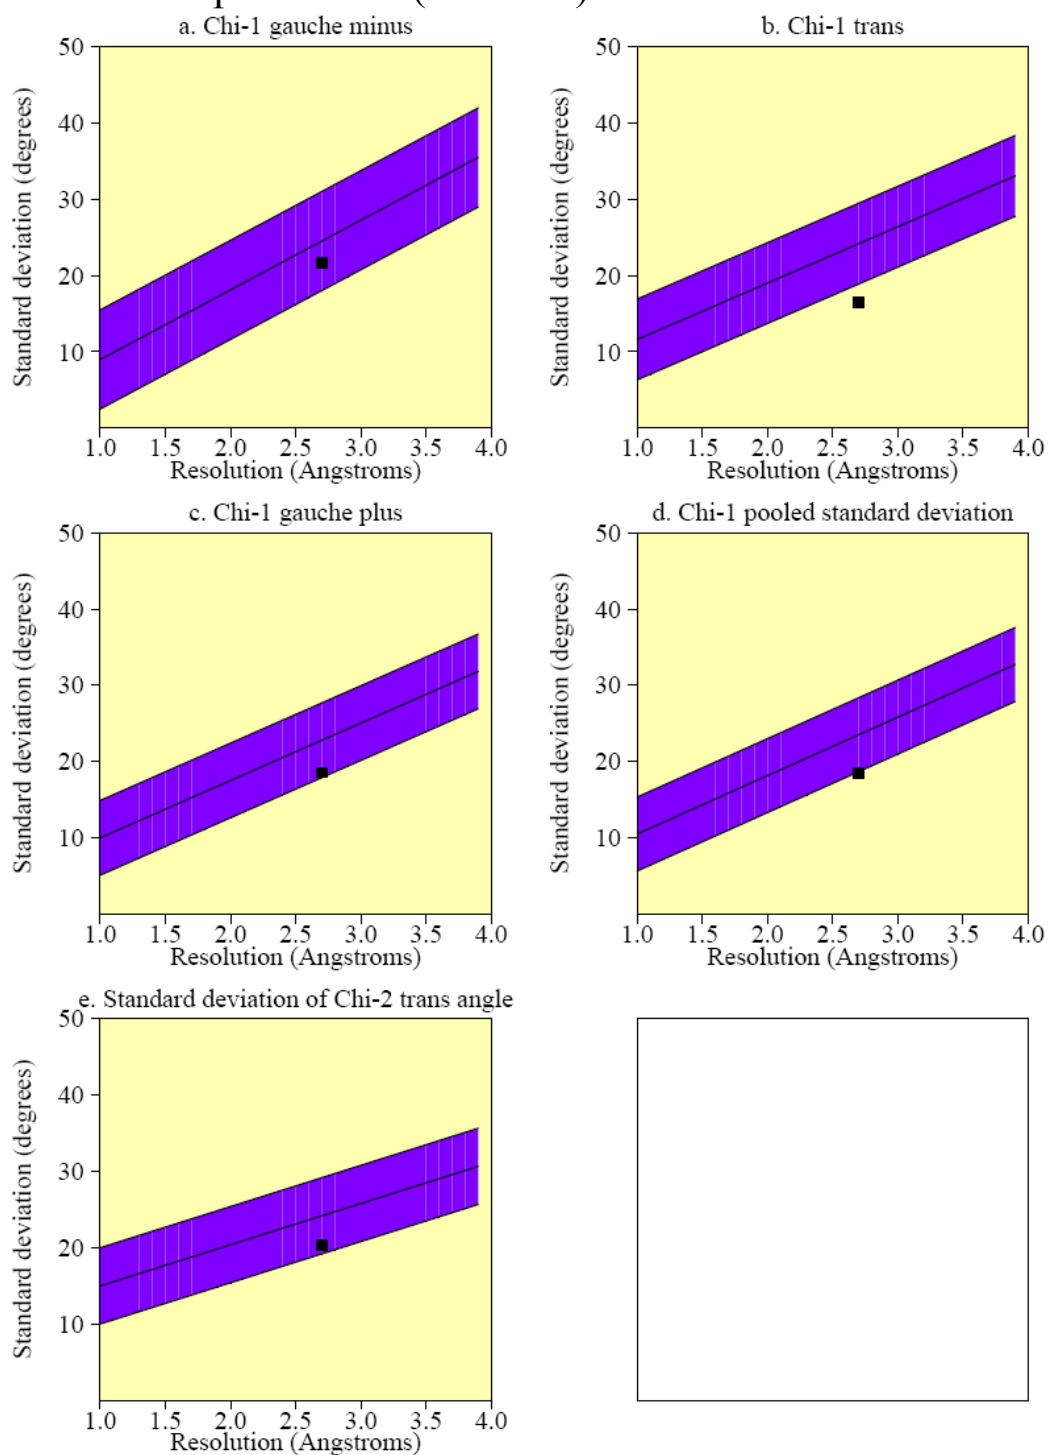 a. Chi-1 gauche minus
50
40
30
20
10
Standard deviation (degrees)
1.0 1.5 2.0 2.5 3.0 3.5 4.0
Resolution (Angstroms)
b. Chi-1 trans
50
40
30
20
10
Standard deviation (degrees)
1.0 1.5 2.0 2.5 3.0 3.5 4.0
Resolution (Angstroms)
c. Chi-1 gauche plus
50
40
30
20
10
Standard deviation (degrees)
1.0 1.5 2.0 2.5 3.0 3.5 4.0
Resolution (Angstroms)
d. Chi-1 pooled standard deviation
50
40
30
20
10
Standard deviation (degrees)
1.0 1.5 2.0 2.5 3.0 3.5 4.0
Resolution (Angstroms)
e. Standard deviation of Chi-2 trans angle
50
40
30
20
10
Standard deviation (degrees)
1.0 1.5 2.0 2.5 3.0 3.5 4.0
Resolution (Angstroms)